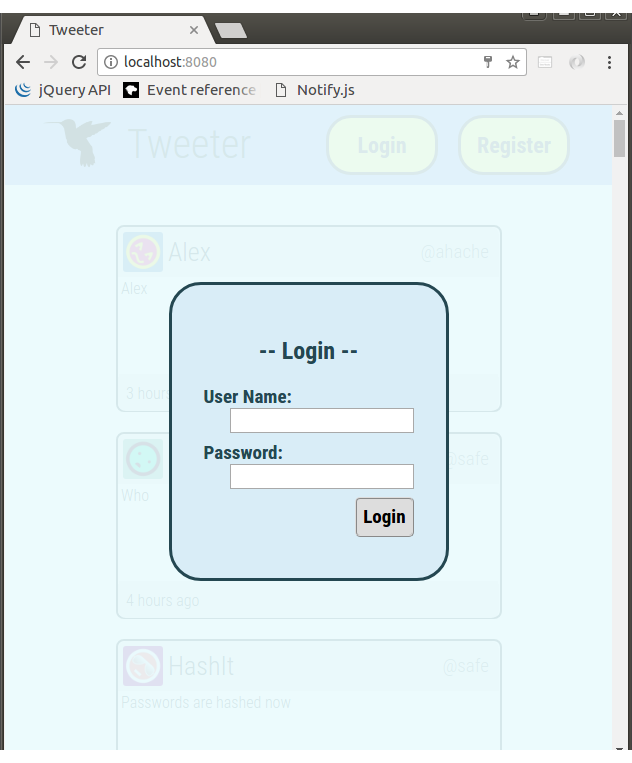 Tweeter
localhost:8080
jQuery API Event reference Notify.js
Tweeter Login Register
Alex @ahache
Alex
3 hours
-- Login --
User Name:
Password:
Login
@safe
Who
4 hours ago
HashIt @safe
Passwords are hashed now